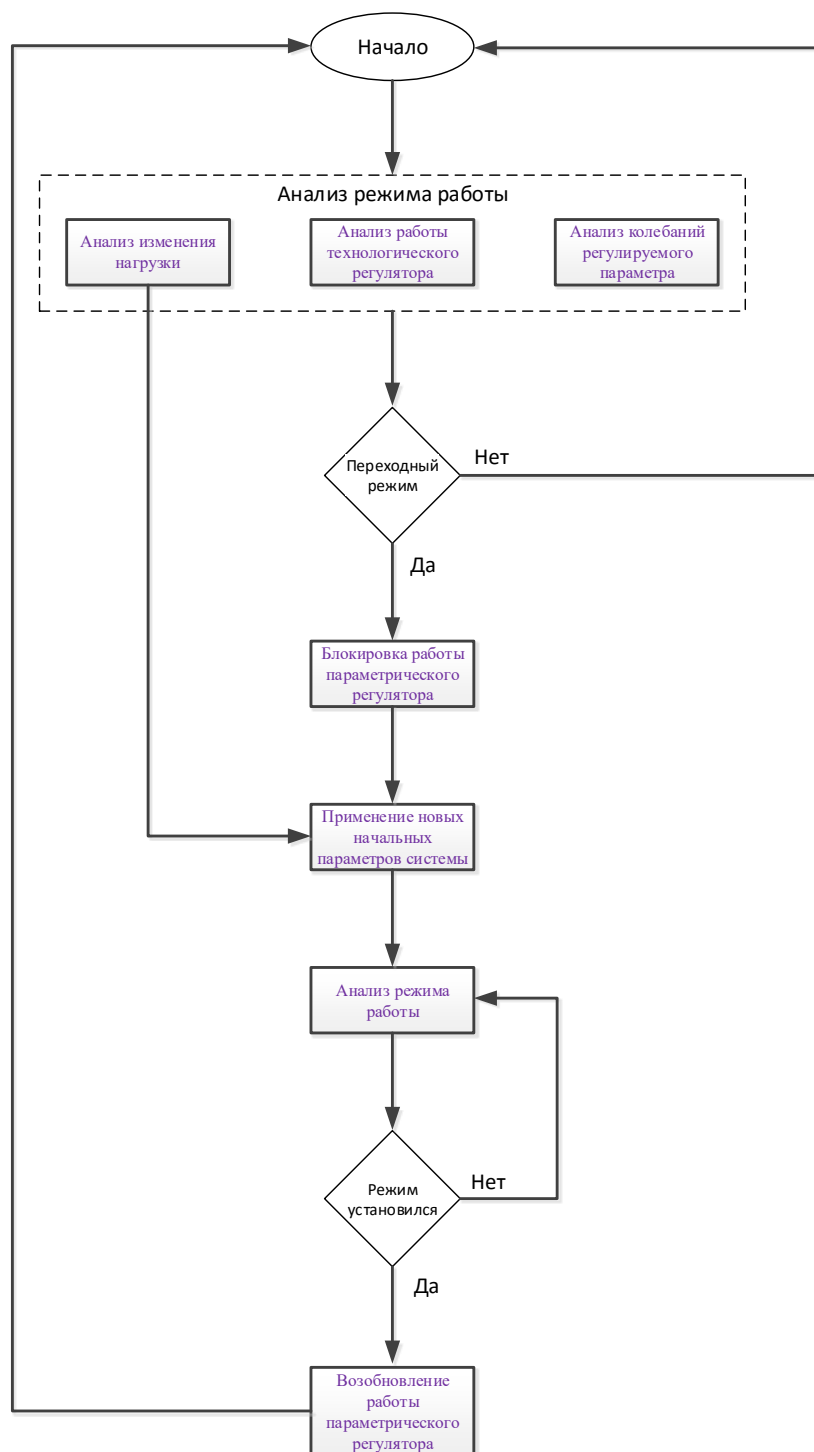 Начало
Анализ режима работы
Анализ изменения
нагрузки
Анализ работы
технологического
регулятора
Анализ колебаний
регулируемого
параметра
Переходный
режим
Нет
Да
Блокировка работы
параметрического
регулятора
Применение новых
начальных
параметров системы
Анализ режима
работы
Режим
установился
Нет
Да
Возобновление
работы
параметрического
регулятора